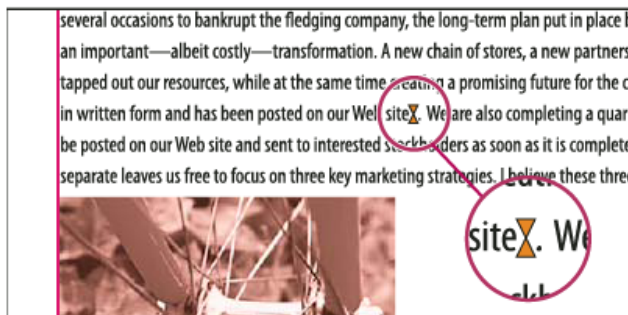 several occasions to bankrupt the fledging company, the long-term plan put in place
an important—albeit costly—transformation. A new chain of stores, a new partners
tapped out our resources, while at the same time creating a promising future for the
in written form and has been posted on our Web site. We are also completing a quar
be posted on our Web site and sent to interested stockholders as soon as it is complete
separate leaves us free to focus on three key marketing strategies. I believe these thre
site. We